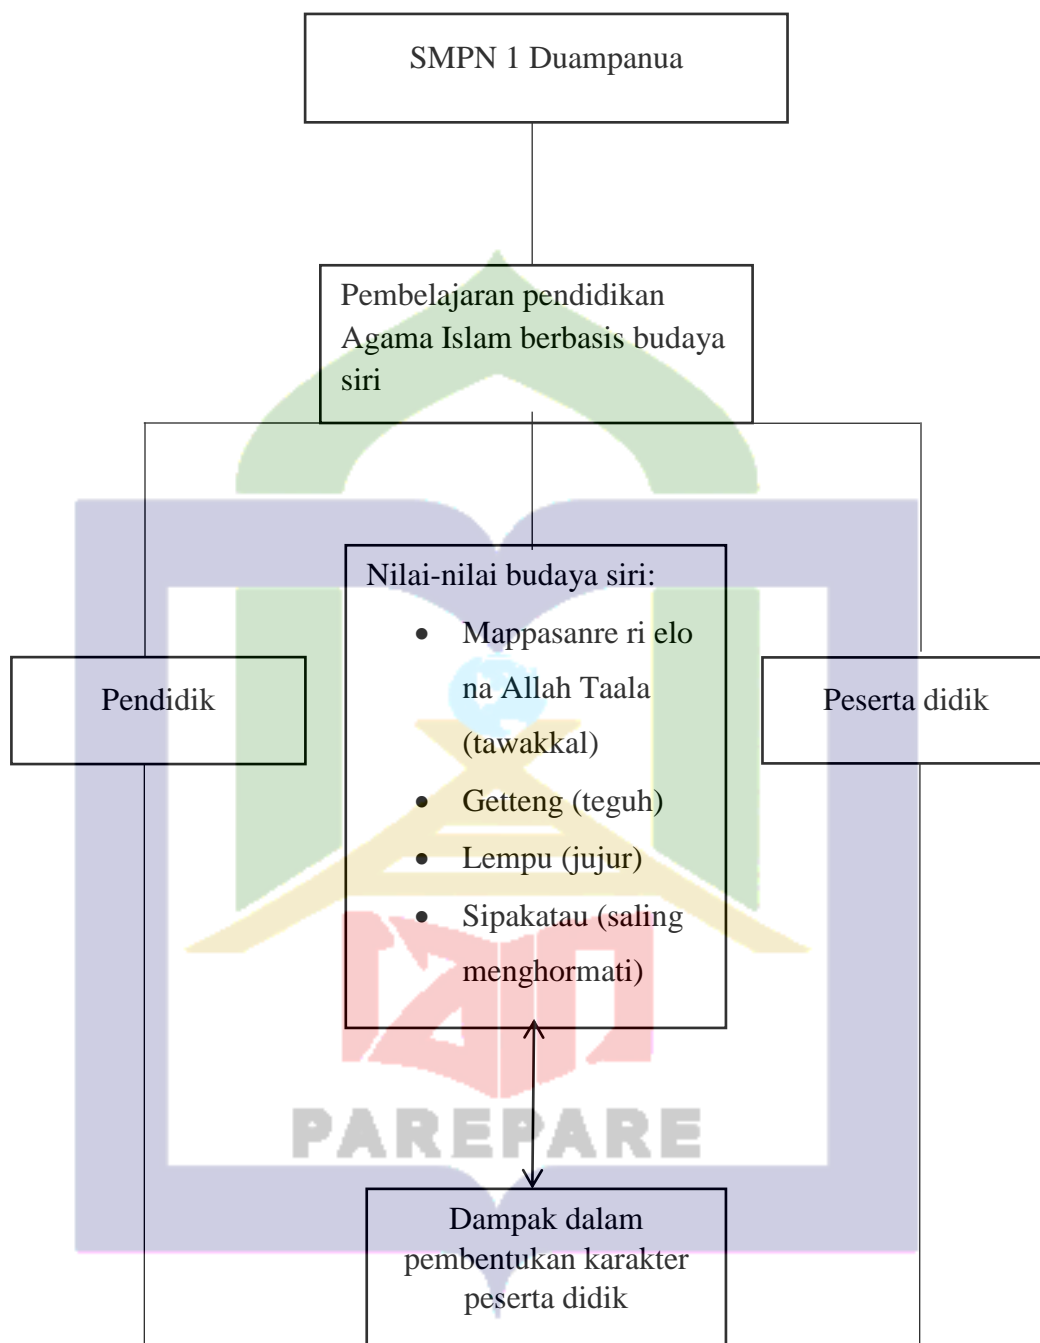 SMPN 1 Duampanua
Pembelajaran pendidikan
Agama Islam berbasis budaya
siri
Nilai-nilai budaya siri:
• Mappasanre ri elo
na Allah Taala
(tawakkal)
• Getteng (teguh)
• Lempu (jujur)
• Sipakatau (saling
menghormati)
Pendidik
Peserta didik
iain
PAREPARE
Dampak dalam
pembentukan karakter
peserta didik